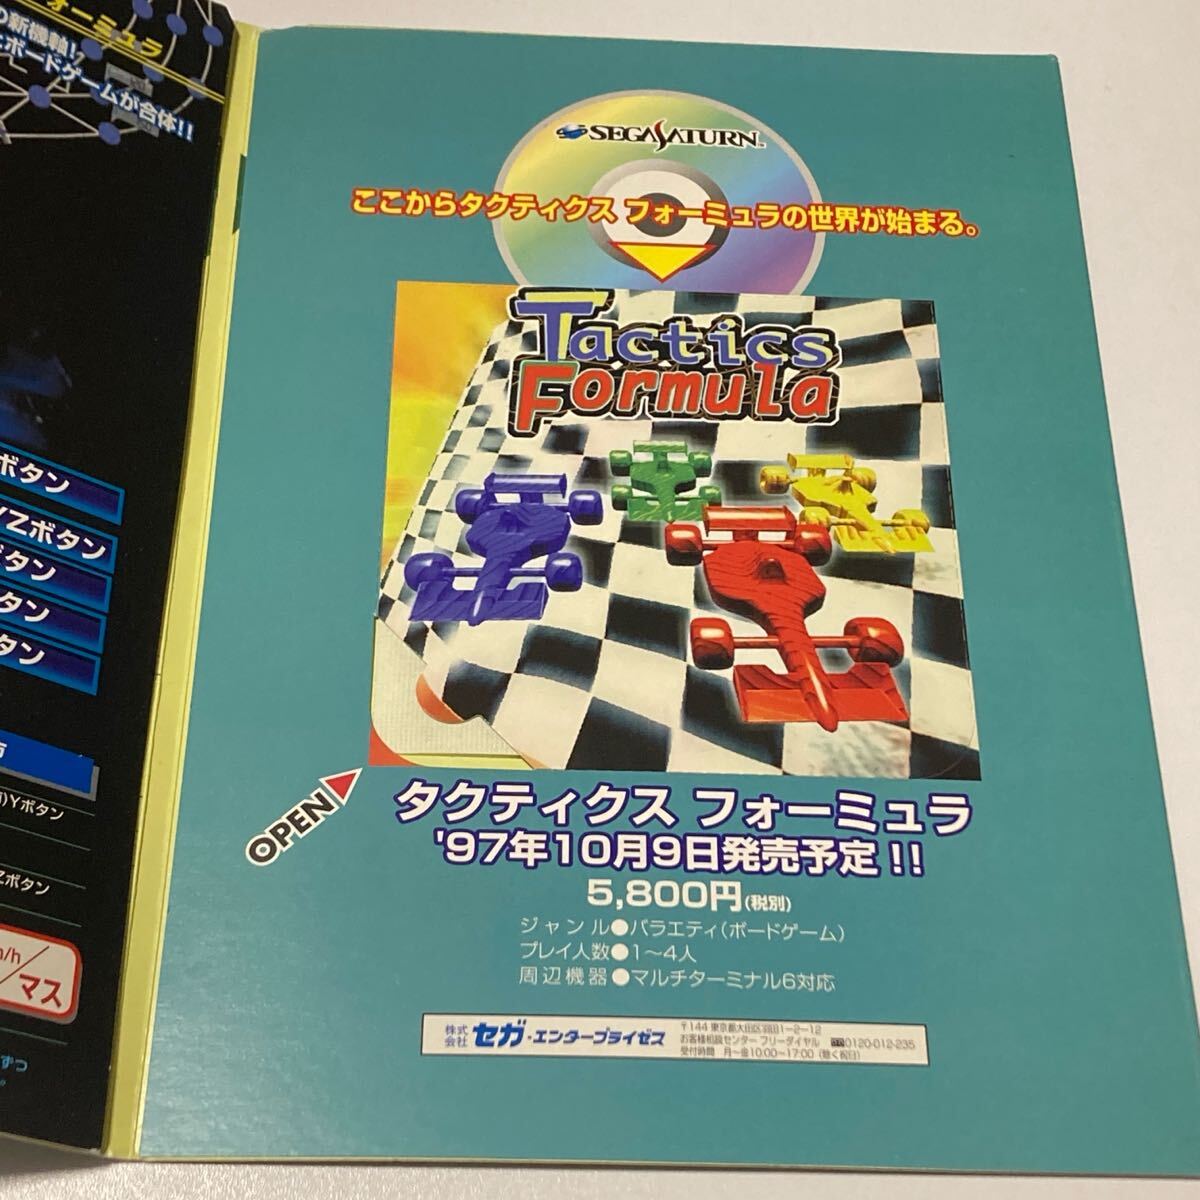 フォーミュラ
の新機軸!
とボードゲームが合体!!
ボタン
YZボタン
ボタン
タン
タン
)Yボタン
Zボタン
/h/
マス
ずつ
SEGA SATURN™
ここからタクティクス フォーミュラの世界が始まる。
Tactics
Formula
OPEN
タクティクス フォーミュラ
'97年10月9日発売予定!!
5,800円(税別)
ジャンル●バラエティ(ボードゲーム)
プレイ人数●1〜4人
周辺機器●マルチターミナル6対応
株式会社 セガ・エンタープライゼス
〒144 東京都大田区羽田1-2-12
お客様相談センター フリーダイヤル 0120-012-235
受付時間 月〜金10:00〜17:00 (除く祝日)